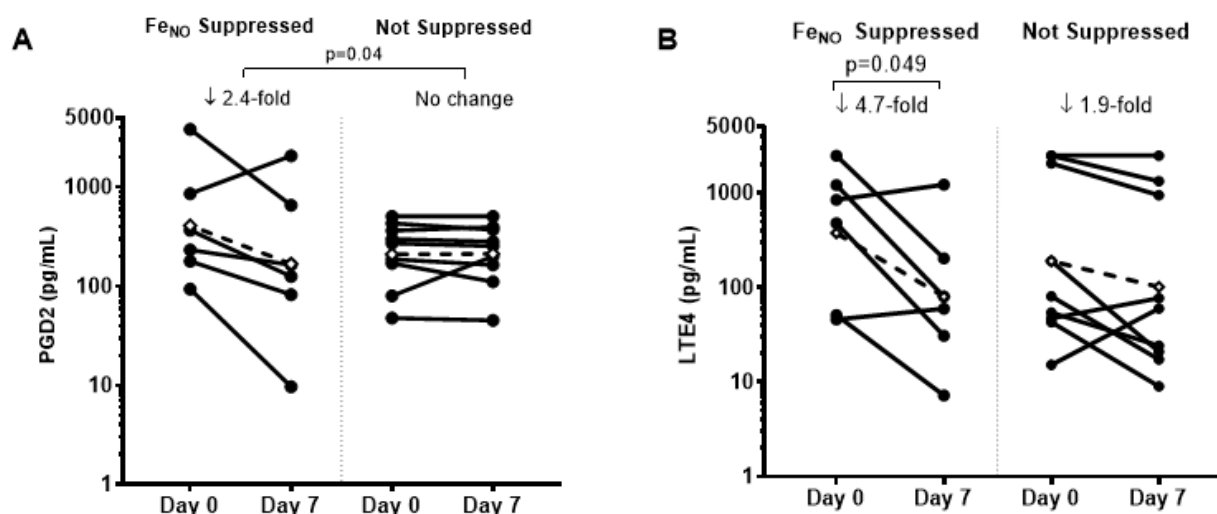 A
Fe_NO Suppressed
Not Suppressed
p=0.04
↓ 2.4-fold
No change
PGD2 (pg/mL)
5000
1000
100
10
1
Day 0
Day 7
Day 0
Day 7
B
Fe_NO Suppressed
Not Suppressed
p=0.049
↓ 4.7-fold
↓ 1.9-fold
LTE4 (pg/mL)
5000
1000
100
10
1
Day 0
Day 7
Day 0
Day 7